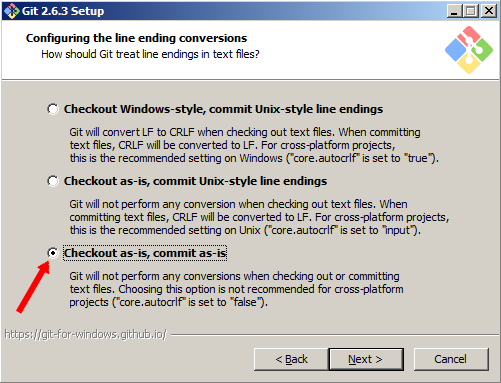 Git 2.6.3 Setup
Configuring the line ending conversions
How should Git treat line endings in text files?
Checkout Windows-style, commit Unix-style line endings
Git will convert LF to CRLF when checking out text files. When committing
text files, CRLF will be converted to LF. For cross-platform projects,
this is the recommended setting on Windows ("core.autocrlf" is set to "true").
Checkout as-is, commit Unix-style line endings
Git will not perform any conversion when checking out text files. When
committing text files, CRLF will be converted to LF. For cross-platform projects,
this is the recommended setting on Unix ("core.autocrlf" is set to "input").
Checkout as-is, commit as-is
Git will not perform any conversions when checking out or committing
text files. Choosing this option is not recommended for cross-platform
projects ("core.autocrlf" is set to "false").
https://git-for-windows.github.io/
< Back
Next >
Cancel